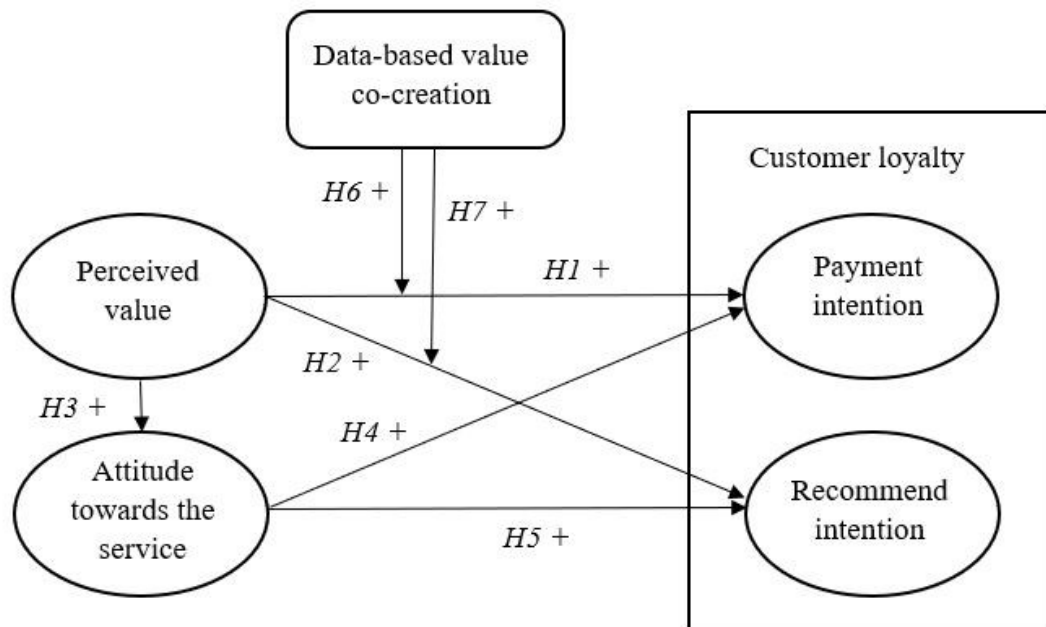 Data-based value
co-creation
Customer loyalty
H6 +
H7 +
Perceived
value
H1 +
Payment
intention
H2 +
H3 +
H4 +
Attitude
towards the
service
H5 +
Recommend
intention